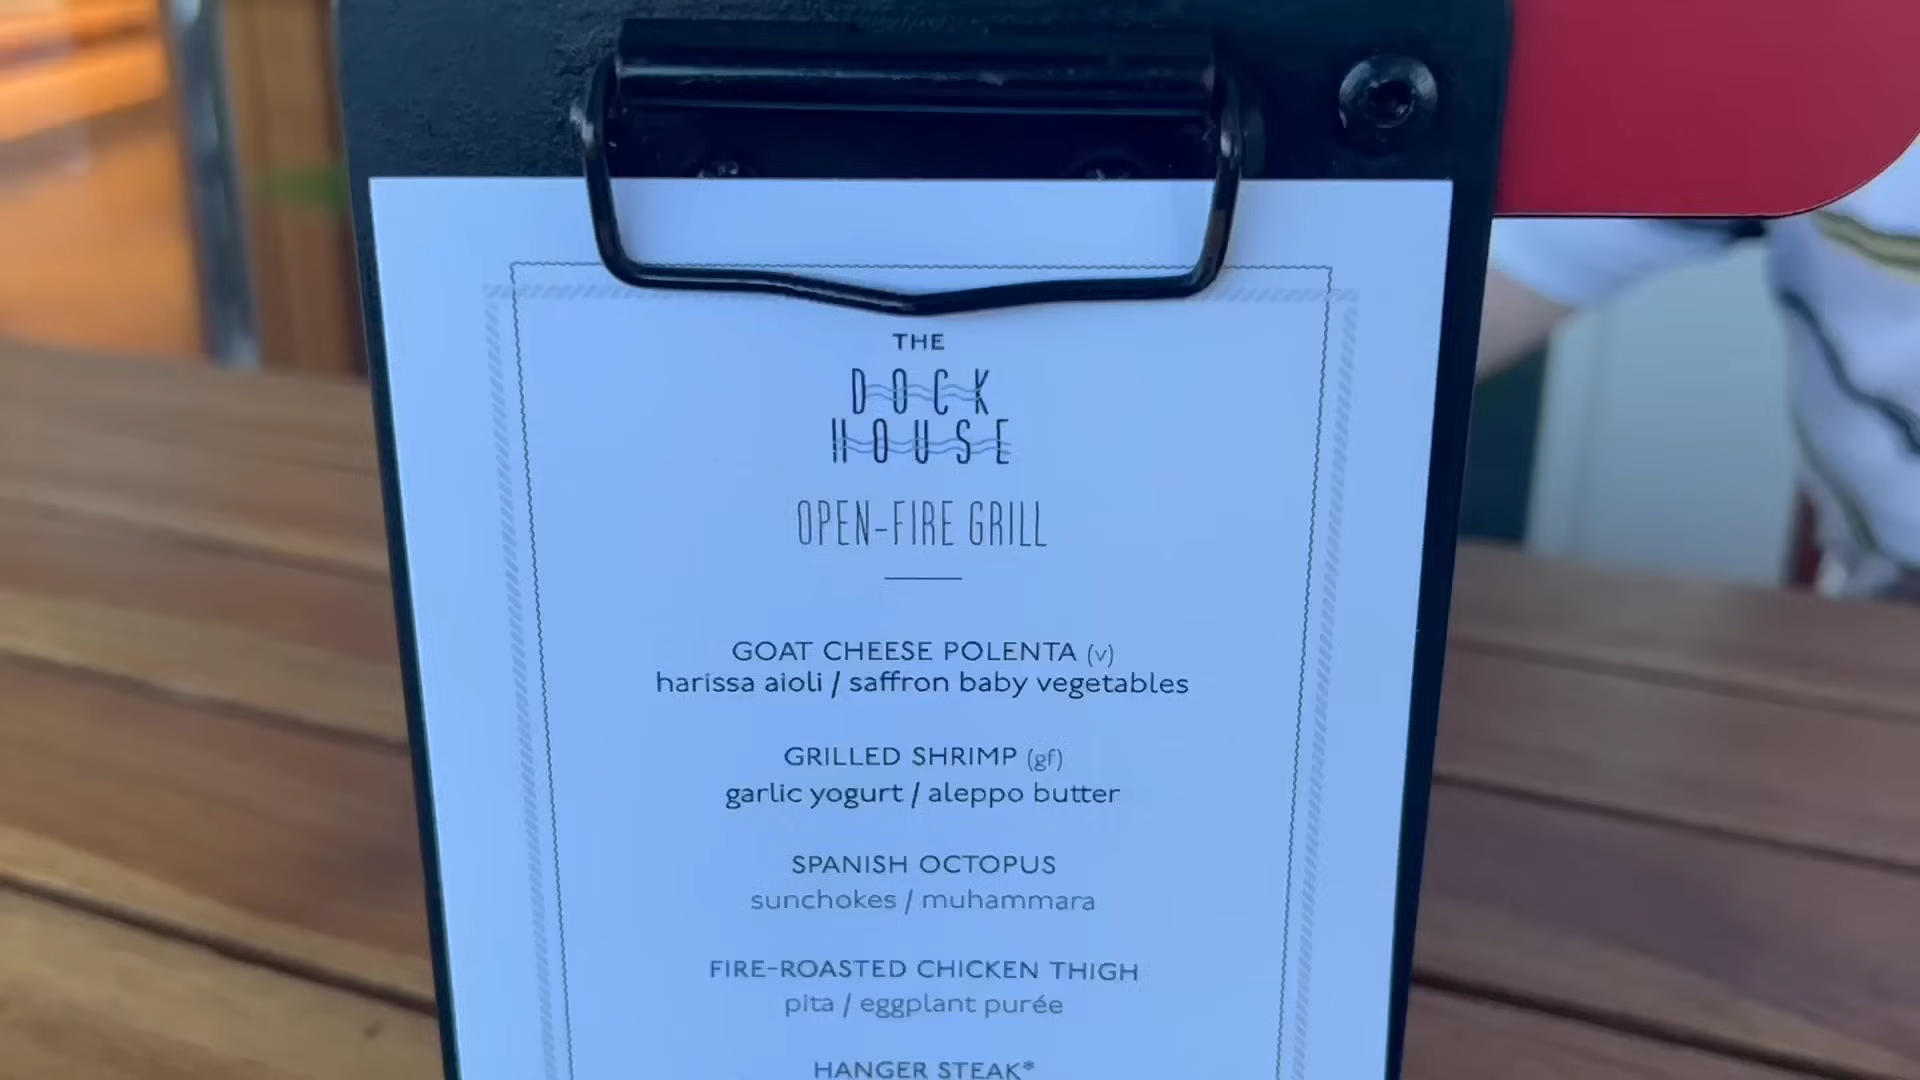 THE
DOCK
HOUSE
OPEN-FIRE GRILL
GOAT CHEESE POLENTA (v)
harissa aioli / saffron baby vegetables
GRILLED SHRIMP (gf)
garlic yogurt / aleppo butter
SPANISH OCTOPUS
sunchokes / muhammara
FIRE-ROASTED CHICKEN THIGH
pita / eggplant purée
HANGER STEAK*